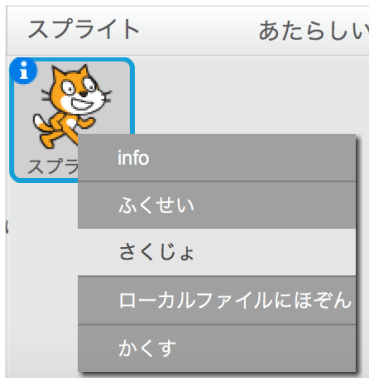 スプライト
あたらしい
スプラ
info
ふくせい
さくじょ
ローカルファイルにほぞん
かくす